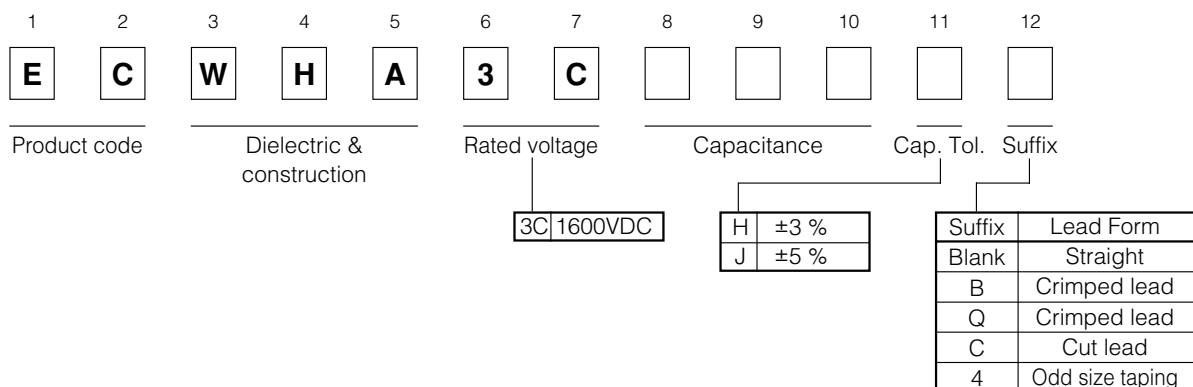 1 2 3 4 5 6 7 8 9 10 11 12
E C W H A 3 C
Product code Dielectric & Rated voltage Capacitance Cap. Tol. Suffix
construction
3C 1600VDC
H ±3 %
J ±5 %
Suffix Lead Form
Blank Straight
B Crimped lead
Q Crimped lead
C Cut lead
4 Odd size taping